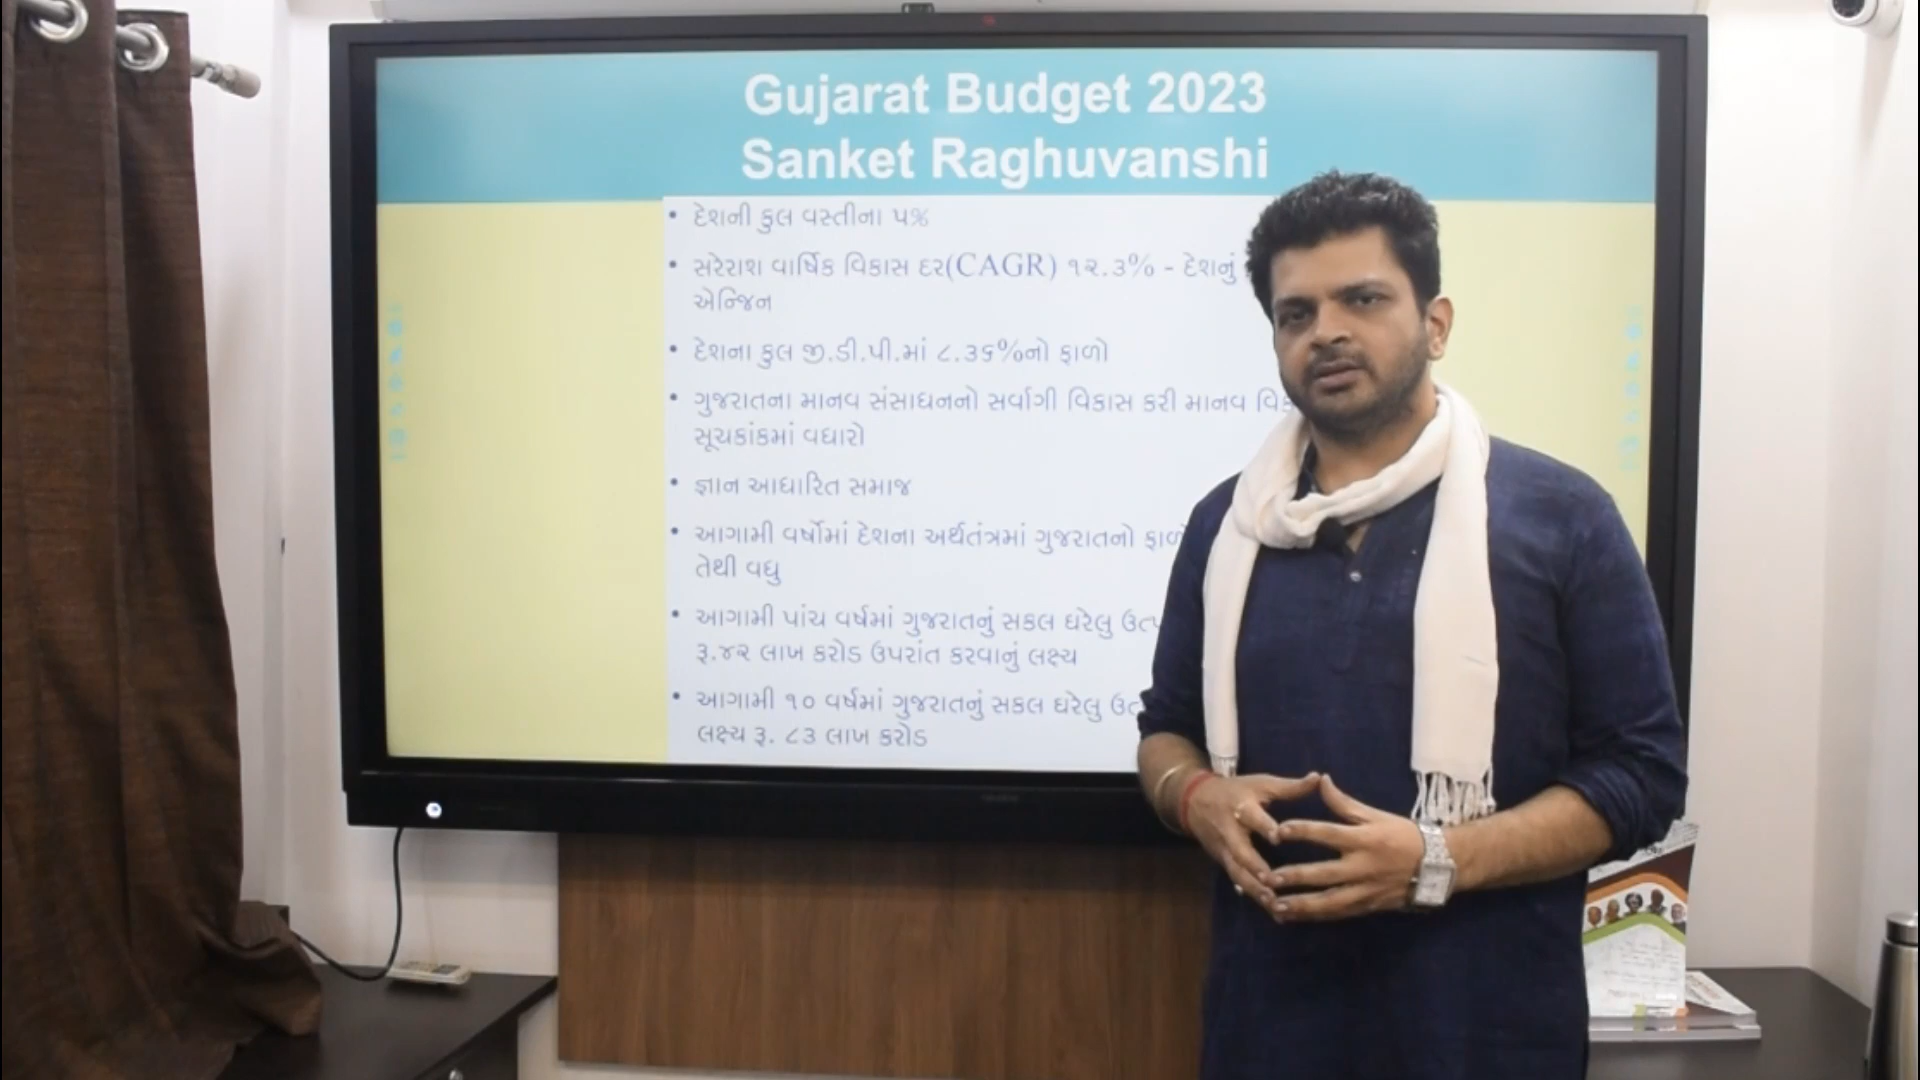 Gujarat Budget 2023
Sanket Raghuvanshi
• દેશની કુલ વસ્તીના ૫%
• સરેરાશ વાર્ષિક વિકાસ દર(CAGR) ૧૨.૩% - દેશનું
એન્જિન
• દેશના કુલ જી.ડી.પી.માં ૮.૩૬%નો ફાળો
• ગુજરાતના માનવ સંસાધનનો સર્વાગી વિકાસ કરી માનવ
સૂચકાંકમાં વધારો
• જ્ઞાન આધારિત સમાજ
• આગામી વર્ષોમાં દેશના અર્થતંત્રમાં ગુજરાતનો
તેથી વધુ
• આગામી પાંચ વર્ષમાં ગુજરાતનું સકલ ઘરેલુ
રૂ.૪૨ લાખ કરોડ ઉપરાંત કરવાનું લક્ષ્ય
• આગામી ૧૦ વર્ષમાં ગુજરાતનું સકલ ઘરેલુ
લક્ષ્ય રૂ. ૮૩ લાખ કરોડ